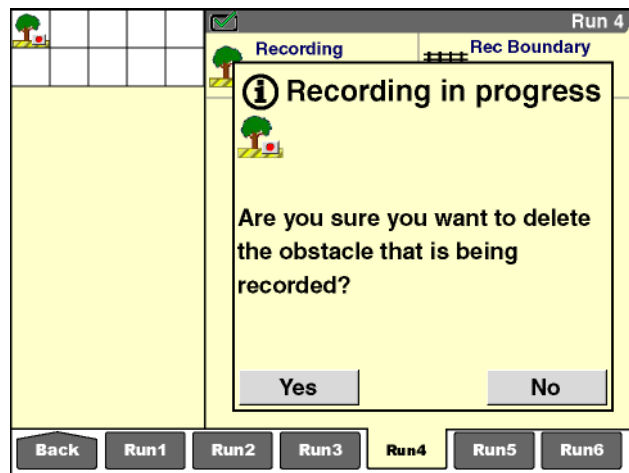 Run 4
Recording
Rec Boundary
Recording in progress
Are you sure you want to delete
the obstacle that is being
recorded?
Yes
No
Back
Run1
Run2
Run3
Run4
Run5
Run6